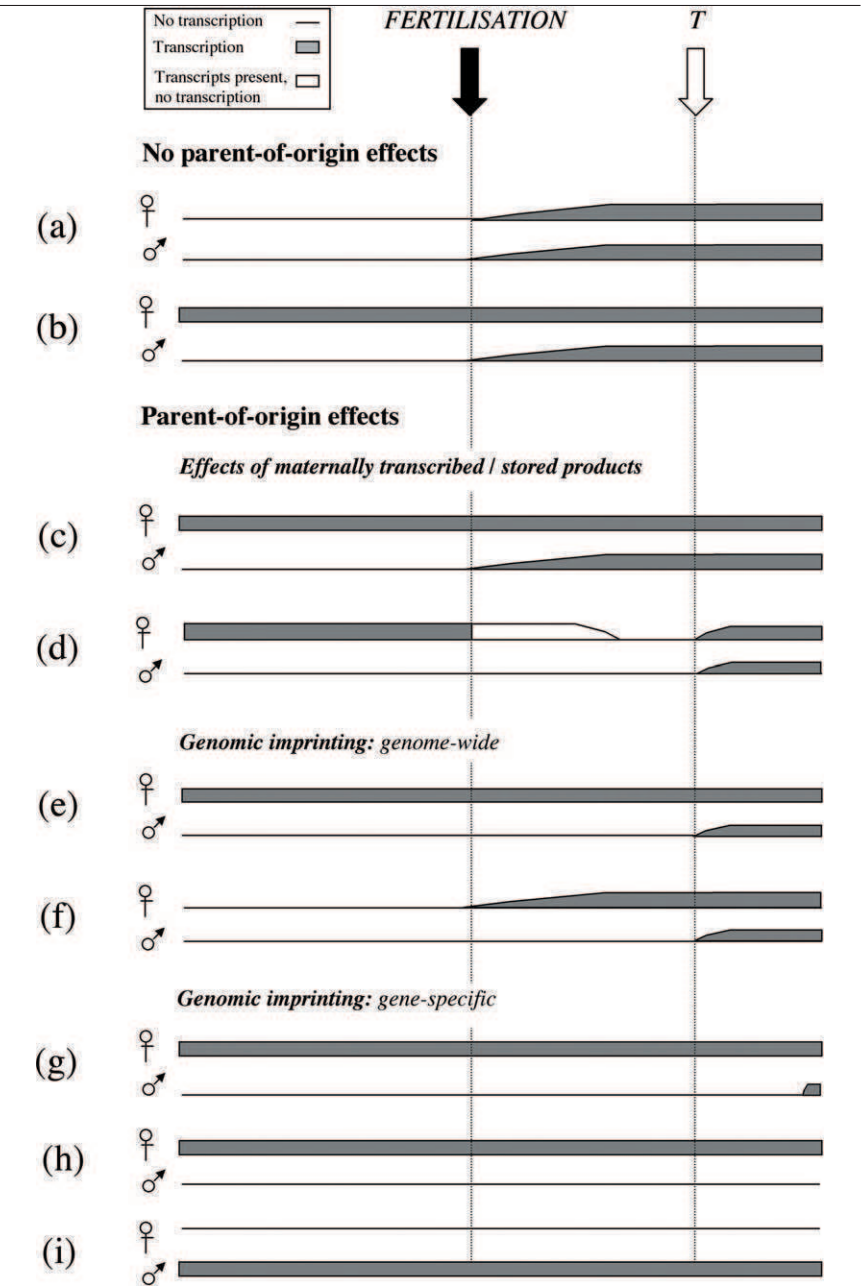 No transcription
Transcription
Transcripts present,
no transcription
FERTILISATION
T
No parent-of-origin effects
(a)
♀
♂
(b)
♀
♂
Parent-of-origin effects
Effects of maternally transcribed / stored products
(c)
♀
♂
(d)
♀
♂
Genomic imprinting: genome-wide
(e)
♀
♂
(f)
♀
♂
Genomic imprinting: gene-specific
(g)
♀
♂
(h)
♀
♂
(i)
♀
♂